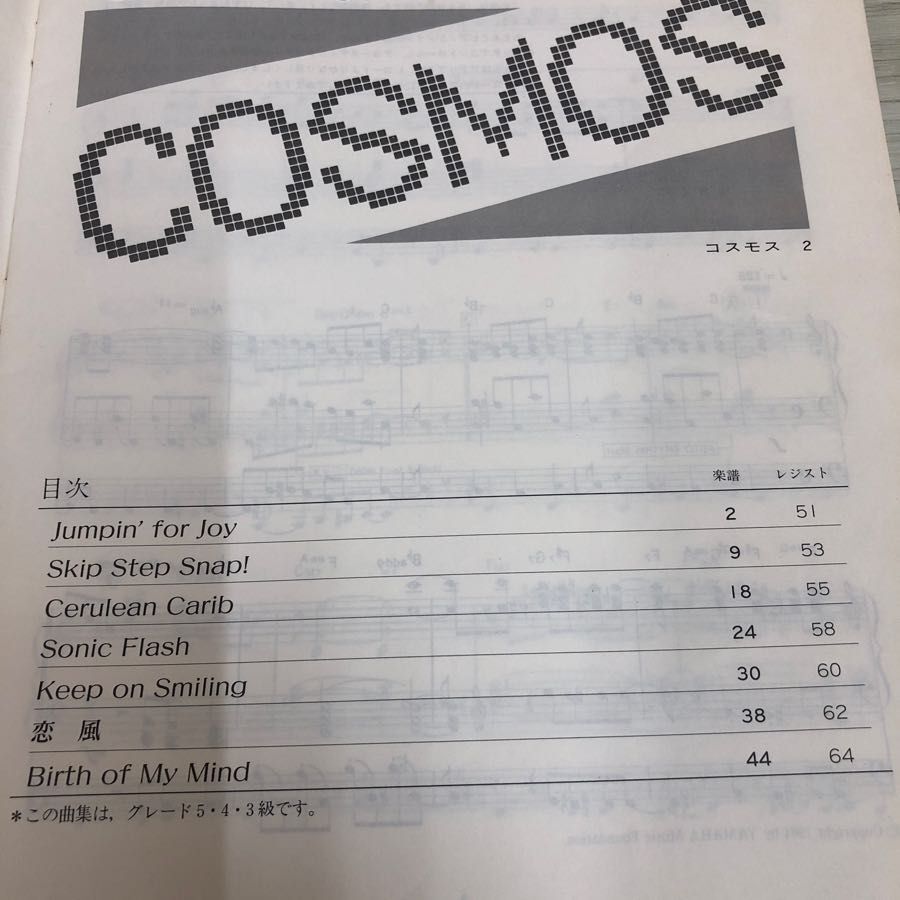 COSMOS
コスモス 2
目次 楽譜 レジスト
Jumpin' for Joy 2 51
Skip Step Snap! 9 53
Cerulean Carib 18 55
Sonic Flash 24 58
Keep on Smiling 30 60
恋 風 38 62
Birth of My Mind 44 64
*この曲集は，グレード5・4・3級です。